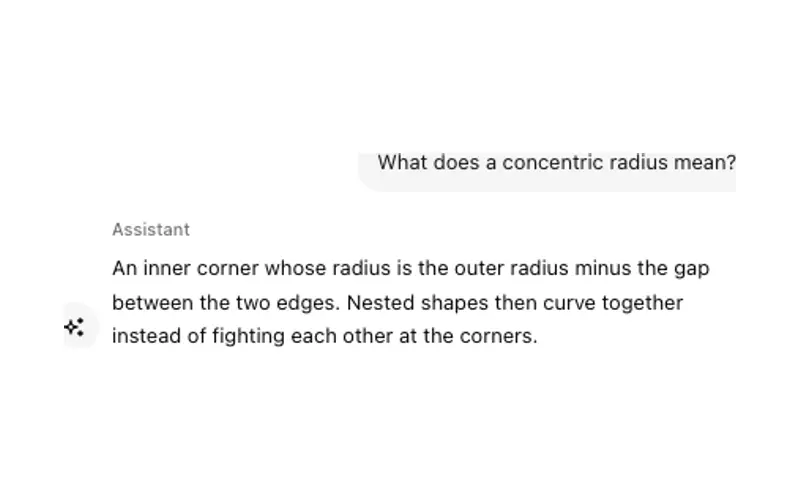 What does a concentric radius mean?
Assistant
An inner corner whose radius is the outer radius minus the gap
between the two edges. Nested shapes then curve together
instead of fighting each other at the corners.